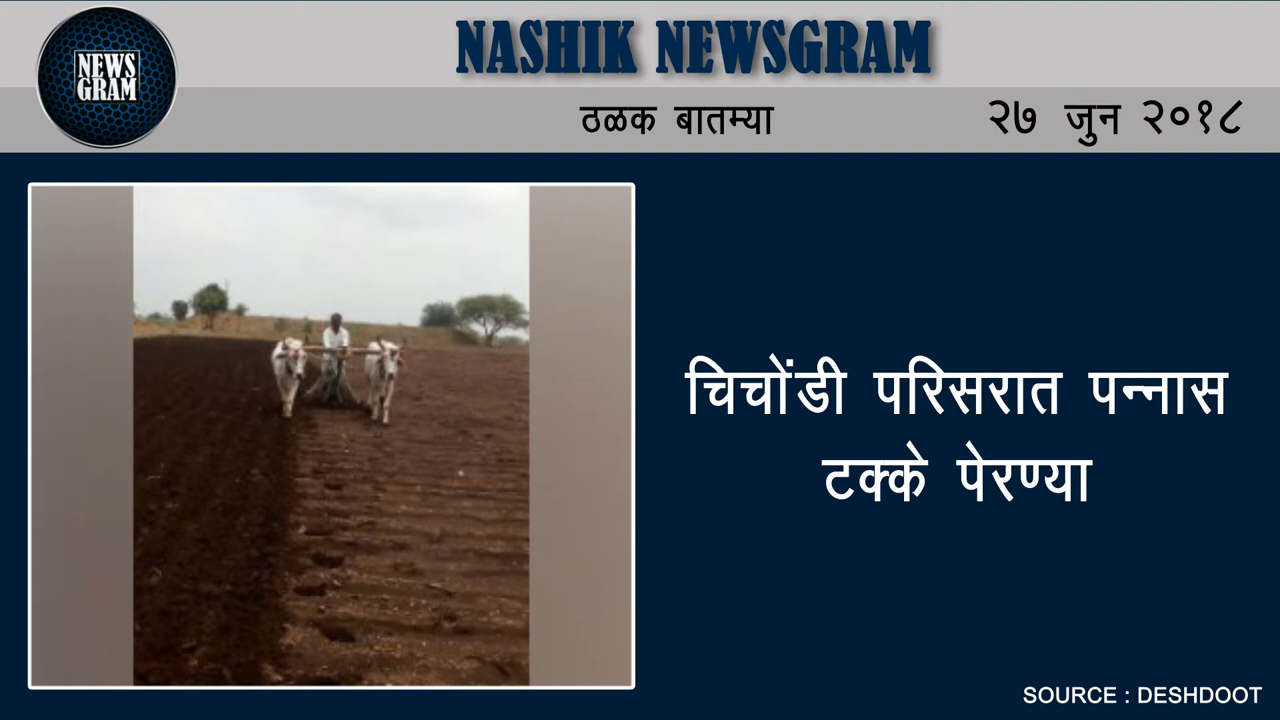 NEWS
GRAM
NASHIK NEWSGRAM
ठळक बातम्या
२७ जुन २०१८
चिचोंडी परिसरात पन्नास
टक्के पेरण्या
SOURCE : DESHDOOT